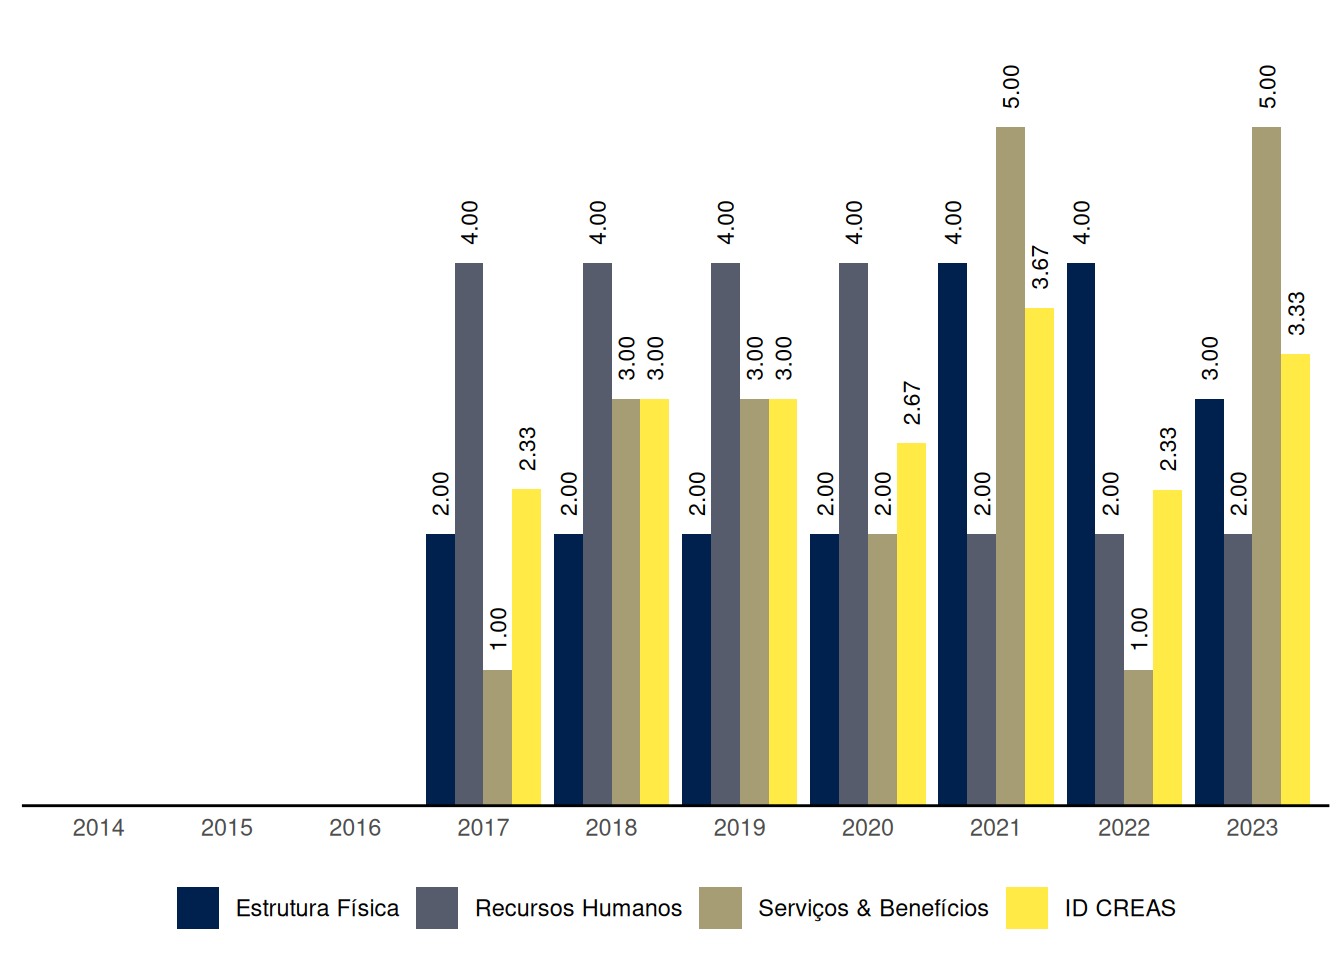 2.00 4.00 1.00 2.33
2.00 4.00 3.00 3.00
2.00 4.00 3.00 3.00
2.00 4.00 2.00 2.67
4.00 2.00 5.00 3.67
4.00 2.00 1.00 2.33
3.00 2.00 5.00 3.33
2014 2015 2016 2017 2018 2019 2020 2021 2022 2023
Estrutura Física Recursos Humanos Serviços & Benefícios ID CREAS